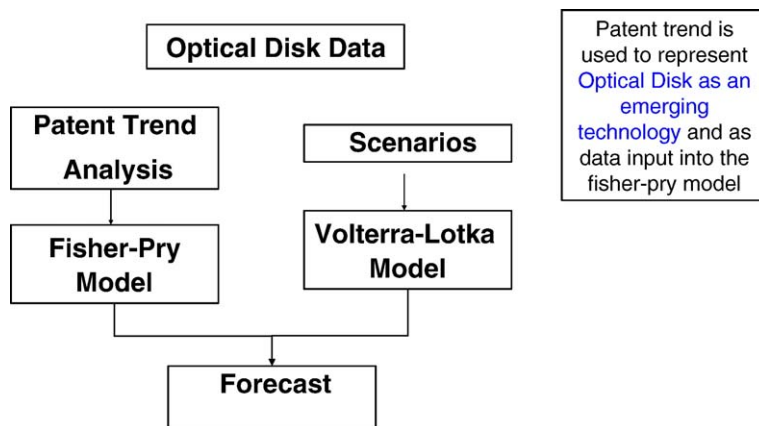 Optical Disk Data
Patent Trend
Analysis
Scenarios
Fisher-Pry
Model
Volterra-Lotka
Model
Forecast
Patent trend is
used to represent
Optical Disk as an
emerging
technology and as
data input into the
fisher-pry model